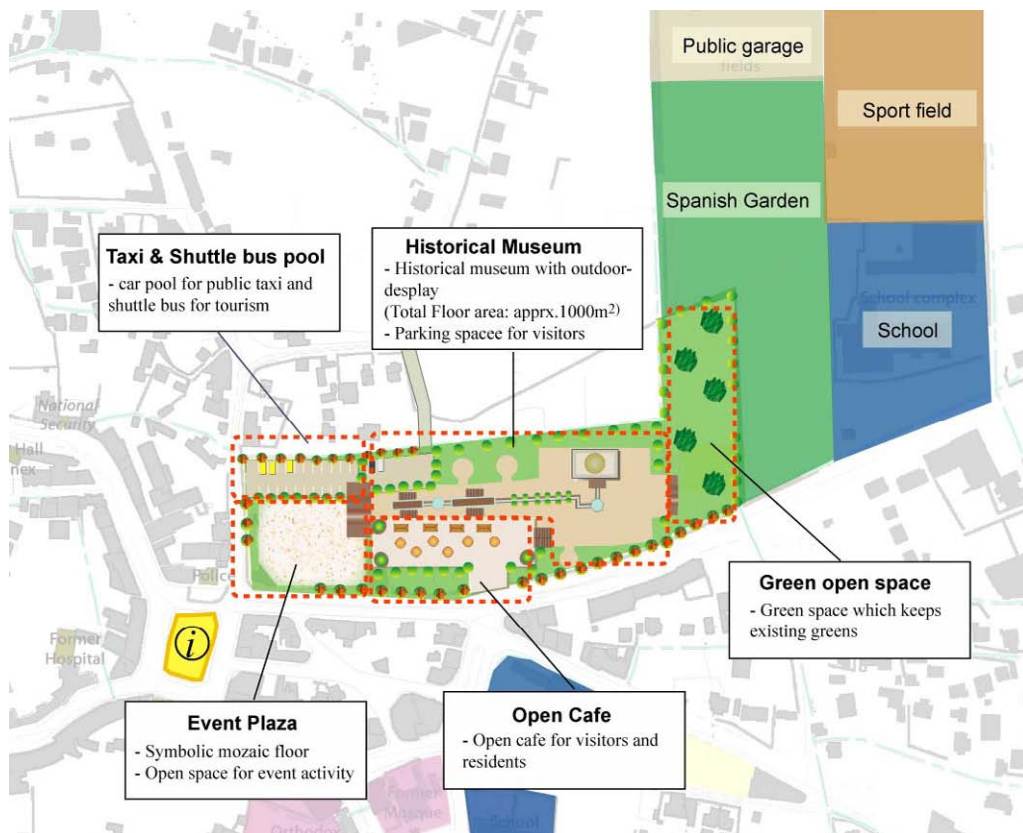 Public garage
fields
Sport field
Spanish Garden
Taxi & Shuttle bus pool
- car pool for public taxi and
shuttle bus for tourism
Historical Museum
- Historical museum with outdoor-
desplay
(Total Floor area: apprx.1000m2)
- Parking spacee for visitors
School complex
School
National
Security
Hall
nex
Police
Green open space
- Green space which keeps
existing greens
i
Former
Hospital
Event Plaza
- Symbolic mozaic floor
- Open space for event activity
Open Cafe
- Open cafe for visitors and
residents
Former
Mosque
Orthodox
School